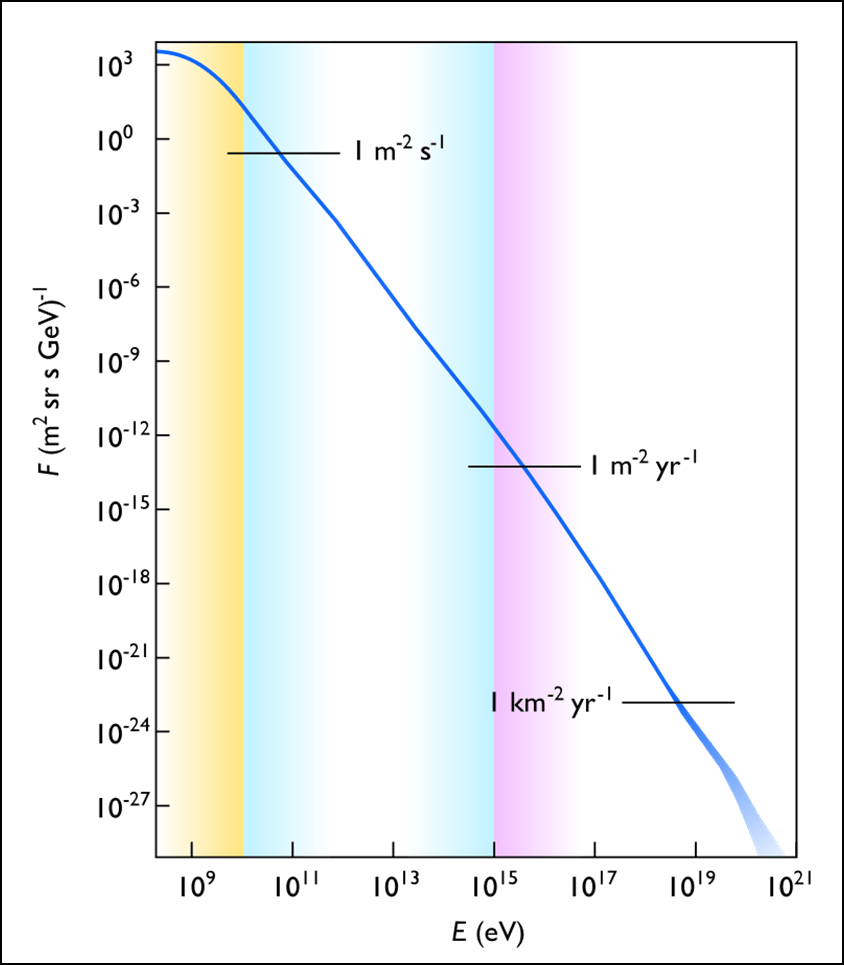 10³
10⁰
1 m⁻² s⁻¹
10⁻³
10⁻⁶
F (m² sr s GeV)⁻¹
10⁻⁹
10⁻¹²
1 m⁻² yr⁻¹
10⁻¹⁵
10⁻¹⁸
10⁻²¹
1 km⁻² yr⁻¹
10⁻²⁴
10⁻²⁷
10⁹ 10¹¹ 10¹³ 10¹⁵ 10¹⁷ 10¹⁹ 10²¹
E (eV)